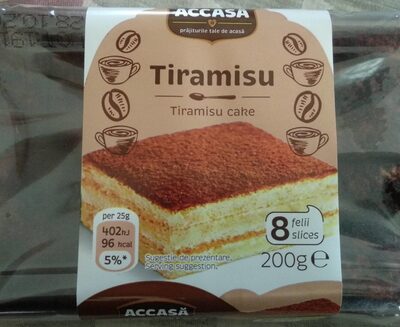 ACCASĂ
prăjiturile tale de acasă
Tiramisu
Tiramisu cake
per 25g
402kJ
96 kcal
5%*
Sugestie de prezentare.
Serving suggestion.
8 felii
slices
200g e
ACCASĂ